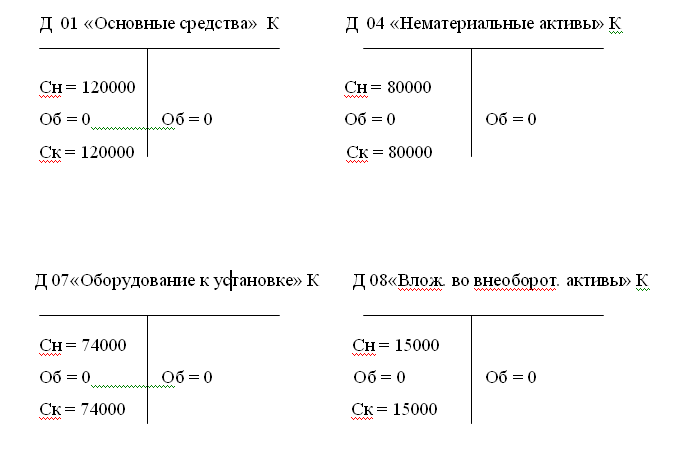 Д 01 «Основные средства» К
Д 04 «Нематериальные активы» К
Сн = 120000
Сн = 80000
Об = 0 Об = 0
Об = 0 Об = 0
Ск = 120000
Ск = 80000
Д 07«Оборудование к установке» К
Д 08«Влож. во внеоборот. активы» К
Сн = 74000
Сн = 15000
Об = 0 Об = 0
Об = 0 Об = 0
Ск = 74000
Ск = 15000